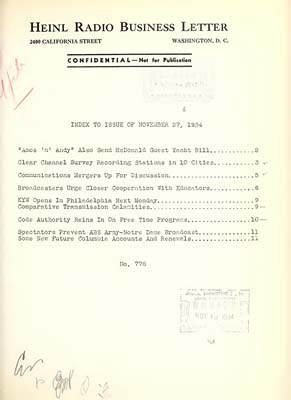 HEINL RADIO BUSINESS LETTER
2400 CALIFORNIA STREET WASHINGTON, D. C.
CONFIDENTIAL—Not for Publication
INDEX TO ISSUE OF NOVEMBER 27, 1934
"Amos 'n' Andy" Also Send McDonald Guest Yacht Bill,............2
Clear Channel Survey Recording Stations in 10 Cities............3
Communications Mergers Up For Discussion........................5
Broadcasters Urge Closer Cooperation With Educators.............6
KYW Opens In Philadelphia Next Monday...........................9
Comparative Transmission Calamities.............................9
Code Authority Reins In On Free Time Programs...................10
Spectators Prevent ABS Army-Notre Dame Broadcast................11
Some New Future Columbia Accounts And Renewals..................11
No. 776